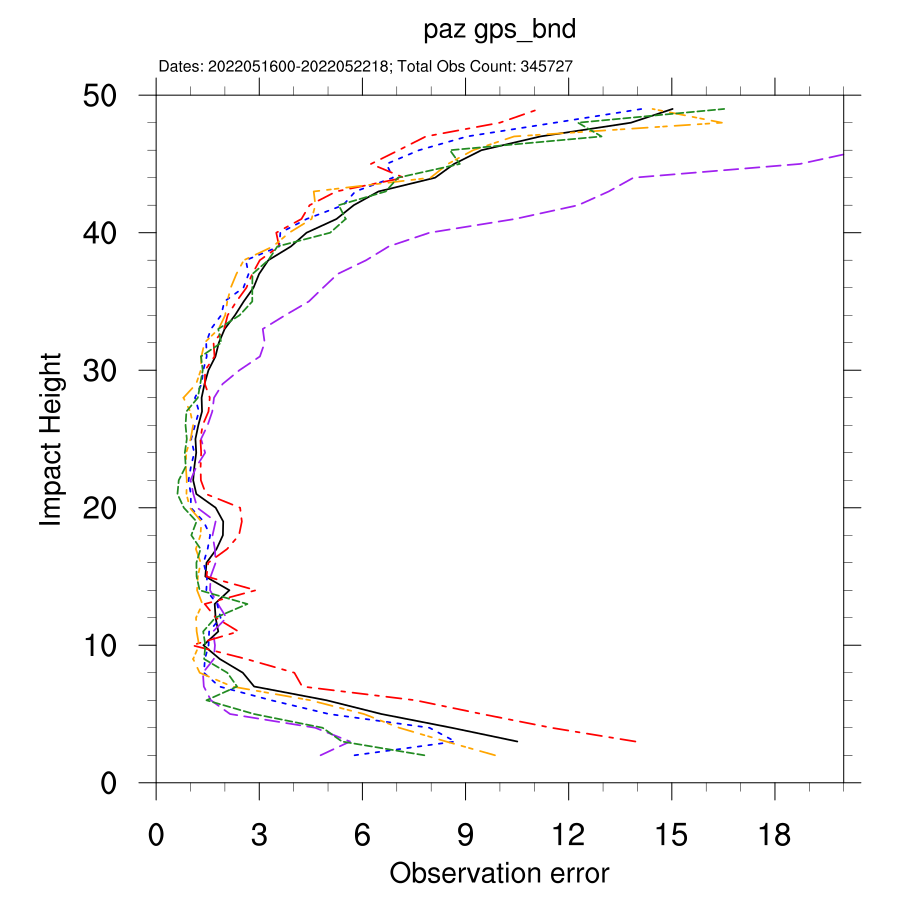 paz gps_bnd
Dates: 2022051600-2022052218; Total Obs Count: 345727
50
40
30
20
10
0
Impact Height
0 3 6 9 12 15 18
Observation error